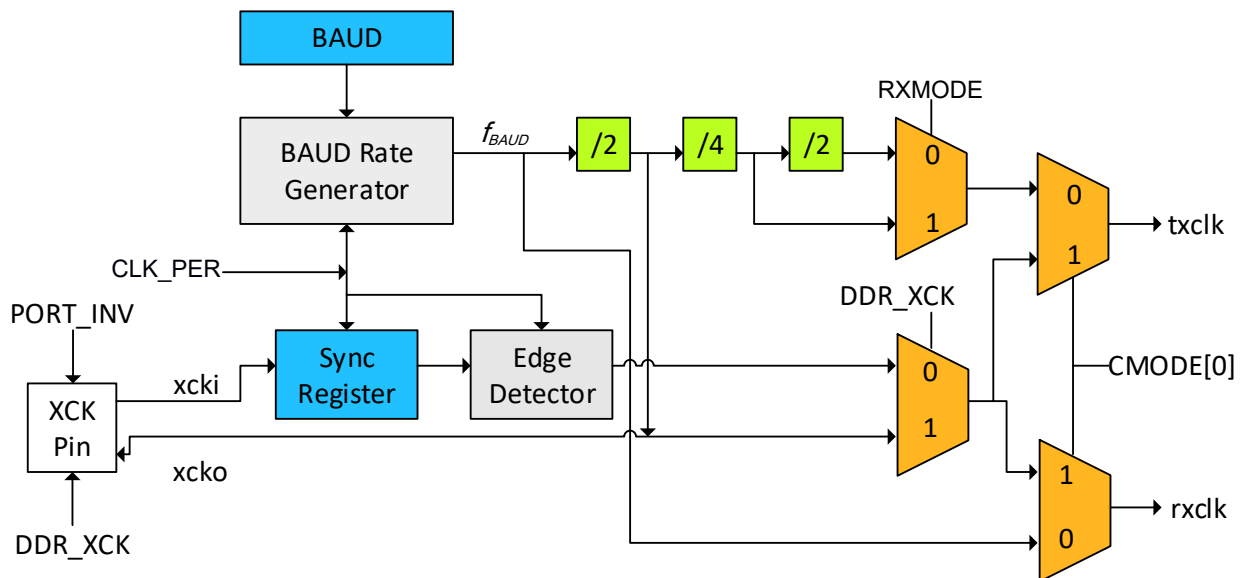 BAUD
RXMODE
BAUD Rate
Generator
fBAUD
/2
/4
/2
0
1
0
1
txclk
CLK_PER
PORT_INV
DDR_XCK
xcki
Sync
Register
Edge
Detector
0
1
CMODE[0]
XCK
Pin
xcko
DDR_XCK
1
0
rxclk